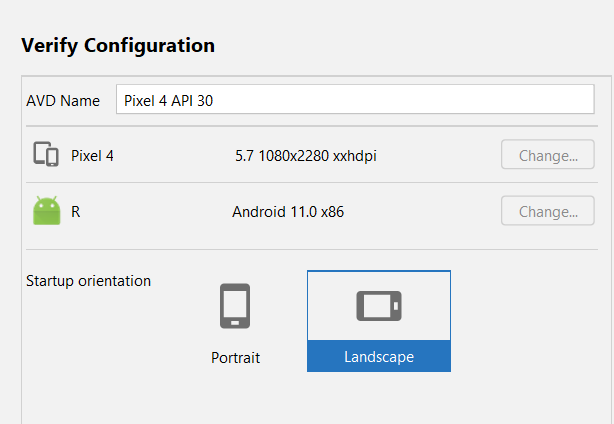 Verify Configuration
AVD Name Pixel 4 API 30
Pixel 4 5.7 1080x2280 xxhdpi Change...
R Android 11.0 x86 Change...
Startup orientation
Portrait Landscape